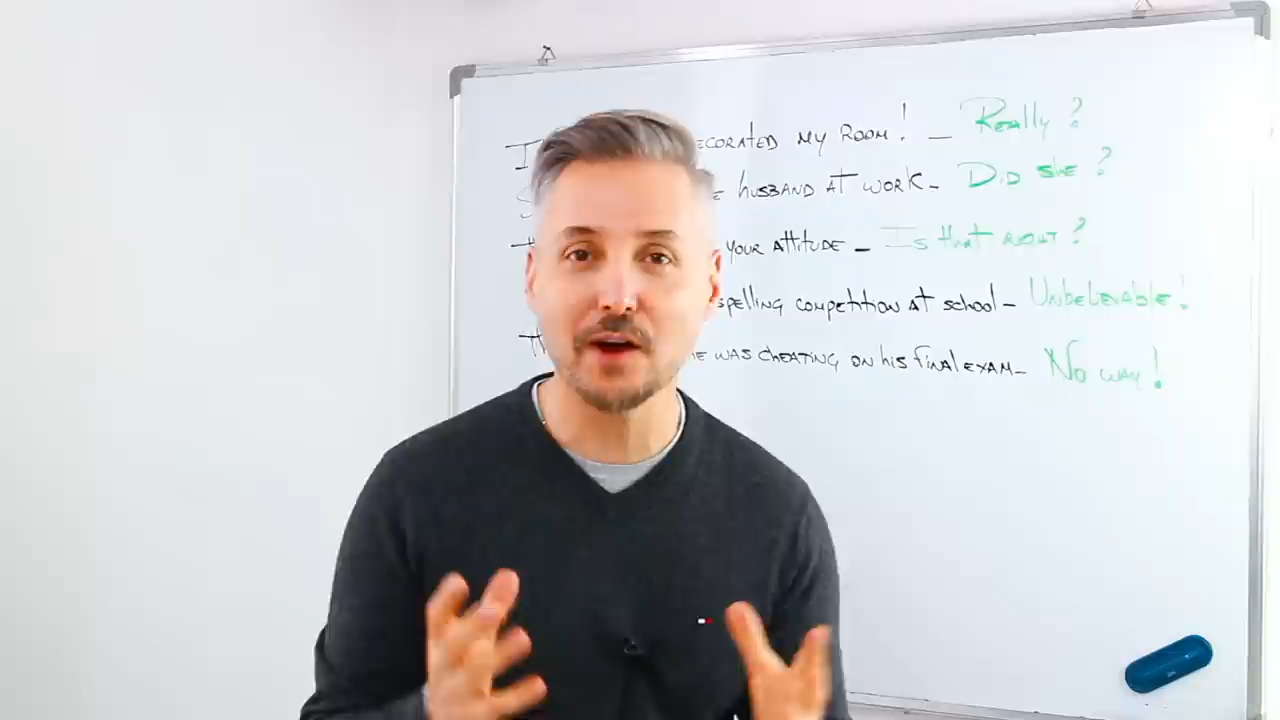 I ECORATED MY ROOM! - Really?
S E HUSBAND AT WORK - DID SHE?
YOUR ATTITUDE - Is that RIGHT?
spelling competition at school - UNBELIEVABLE!
TH E WAS CHEATING ON his final EXAM - No way!